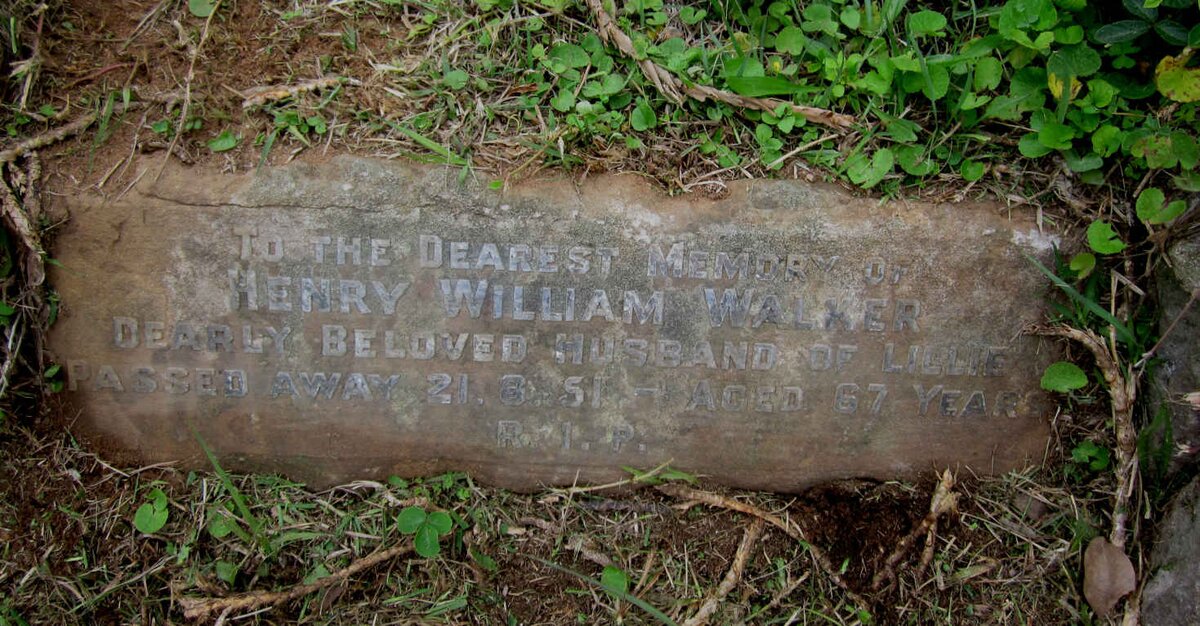 TO THE DEAREST MEMORY OF
HENRY WILLIAM WALKER
DEARLY BELOVED HUSBAND OF LILLIE
PASSED AWAY 21. 8. 51 — AGED 67 YEARS
R. I. P.